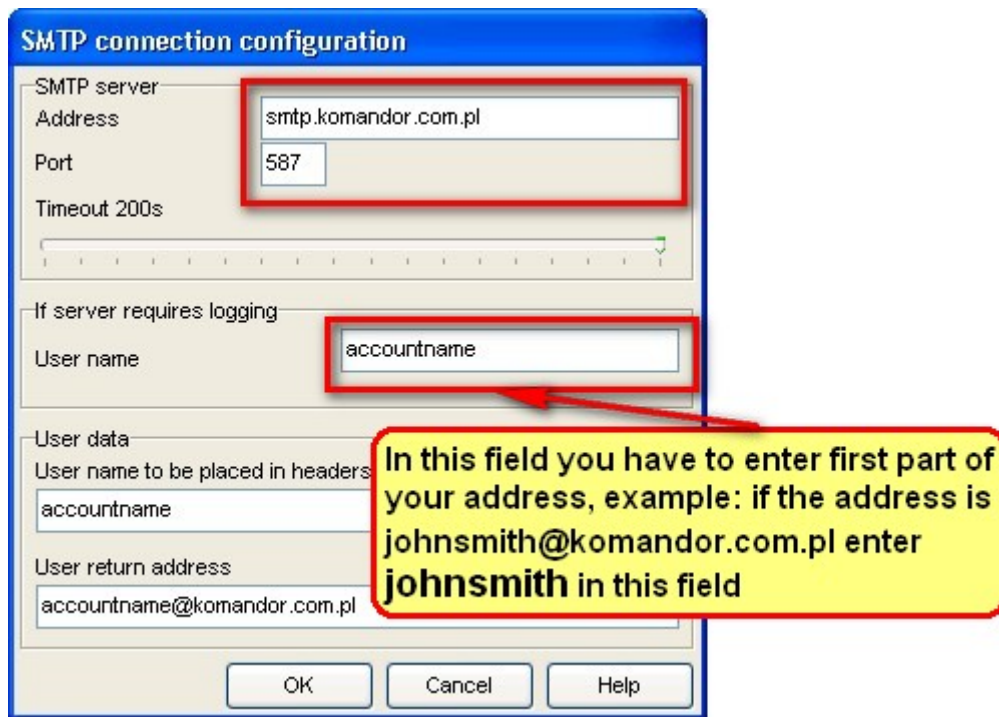 SMTP connection configuration
SMTP server
Address
smtp.komandor.com.pl
Port
587
Timeout 200s
If server requires logging
User name
accountname
User data
User name to be placed in headers
accountname
User return address
accountname@komandor.com.pl
In this field you have to enter first part of
your address, example: if the address is
johnsmith@komandor.com.pl enter
johnsmith in this field
OK
Cancel
Help